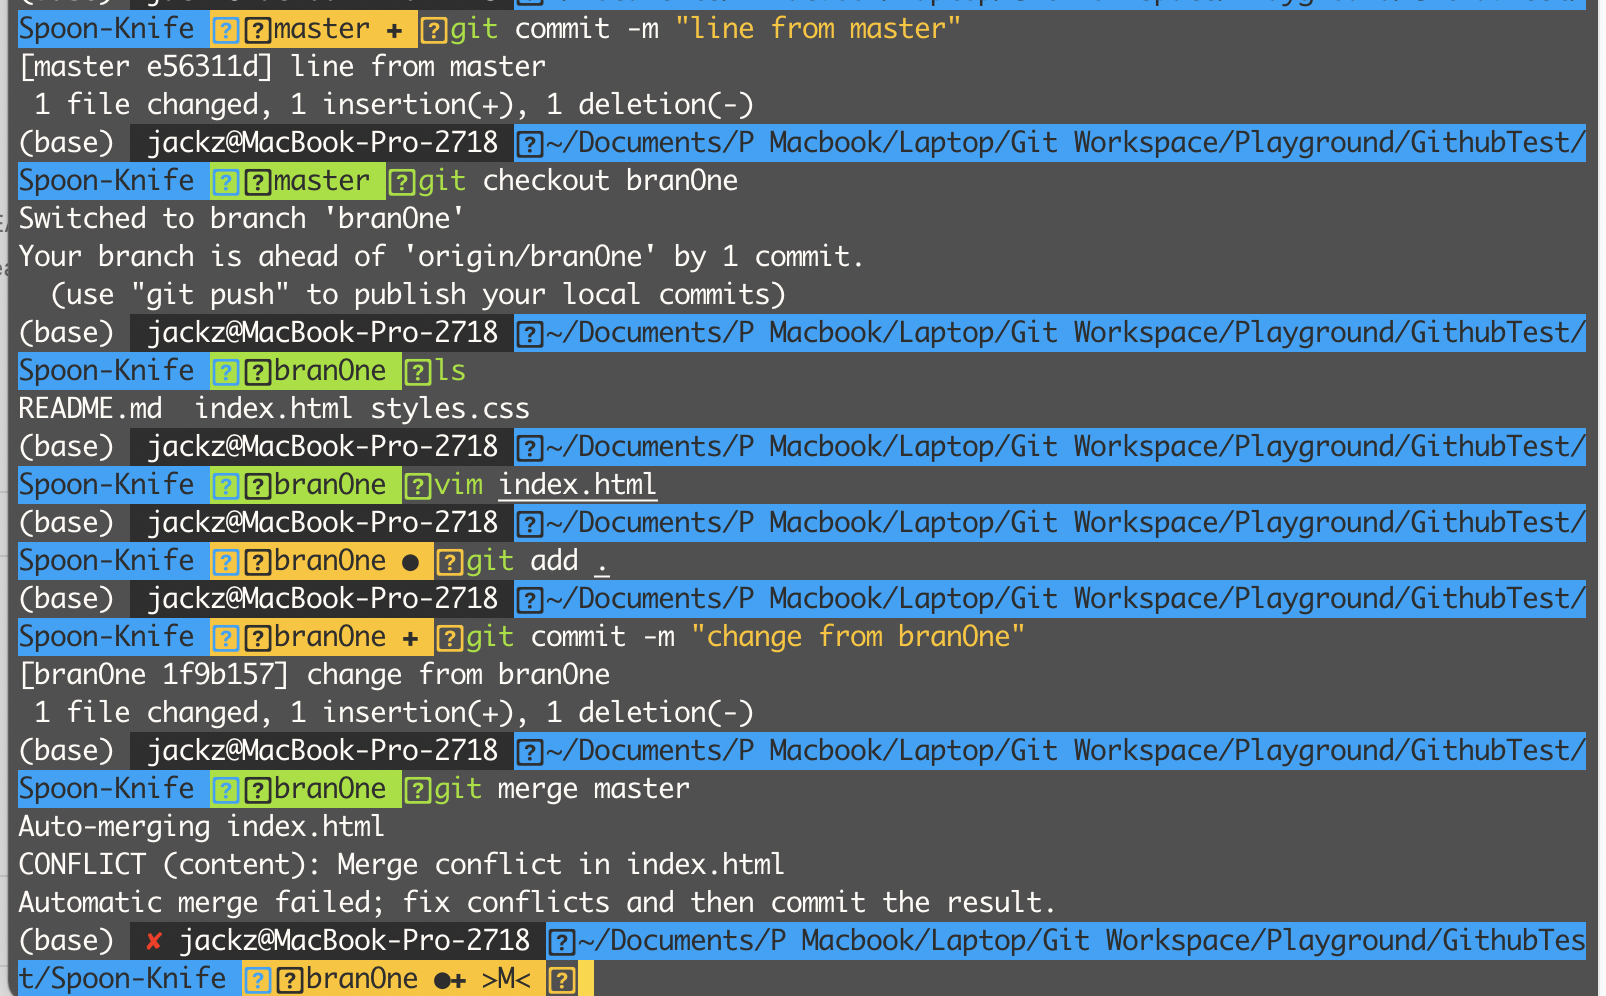 Spoon-Knife master + git commit -m "line from master"
[master e56311d] line from master
1 file changed, 1 insertion(+), 1 deletion(-)
(base) jackz@MacBook-Pro-2718 ~/Documents/P Macbook/Laptop/Git Workspace/Playground/GithubTest/
Spoon-Knife master git checkout branOne
Switched to branch 'branOne'
Your branch is ahead of 'origin/branOne' by 1 commit.
(use "git push" to publish your local commits)
(base) jackz@MacBook-Pro-2718 ~/Documents/P Macbook/Laptop/Git Workspace/Playground/GithubTest/
Spoon-Knife branOne ls
README.md index.html styles.css
(base) jackz@MacBook-Pro-2718 ~/Documents/P Macbook/Laptop/Git Workspace/Playground/GithubTest/
Spoon-Knife branOne vim index.html
(base) jackz@MacBook-Pro-2718 ~/Documents/P Macbook/Laptop/Git Workspace/Playground/GithubTest/
Spoon-Knife branOne ● git add .
(base) jackz@MacBook-Pro-2718 ~/Documents/P Macbook/Laptop/Git Workspace/Playground/GithubTest/
Spoon-Knife branOne + git commit -m "change from branOne"
[branOne 1f9b157] change from branOne
1 file changed, 1 insertion(+), 1 deletion(-)
(base) jackz@MacBook-Pro-2718 ~/Documents/P Macbook/Laptop/Git Workspace/Playground/GithubTest/
Spoon-Knife branOne git merge master
Auto-merging index.html
CONFLICT (content): Merge conflict in index.html
Automatic merge failed; fix conflicts and then commit the result.
(base) ✘ jackz@MacBook-Pro-2718 ~/Documents/P Macbook/Laptop/Git Workspace/Playground/GithubTes
t/Spoon-Knife branOne ●+ >M<